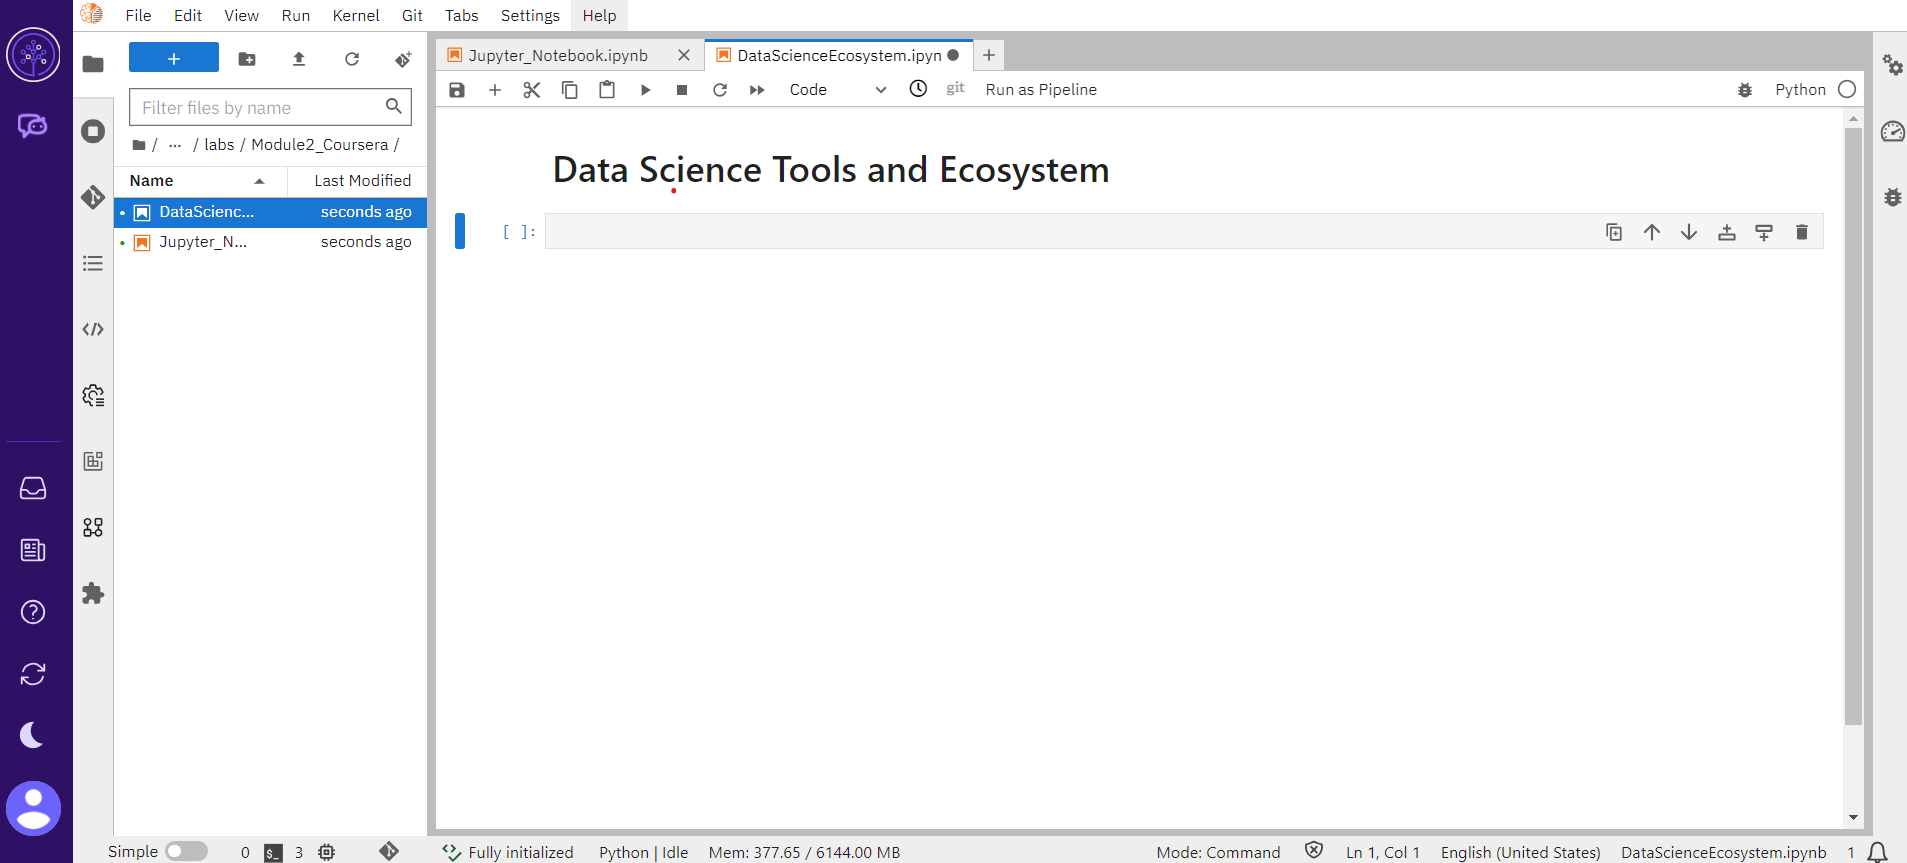 File Edit View Run Kernel Git Tabs Settings Help
+
Filter files by name
/ ... / labs / Module2_Coursera /
Name Last Modified
DataScienc... seconds ago
Jupyter_N... seconds ago
Jupyter_Notebook.ipynb
DataScienceEcosystem.ipyn
Code
git
Run as Pipeline
Python
Data Science Tools and Ecosystem
[ ]:
Simple 0 $_ 3 Fully initialized Python | Idle Mem: 377.65 / 6144.00 MB Mode: Command Ln 1, Col 1 English (United States) DataScienceEcosystem.ipynb 1